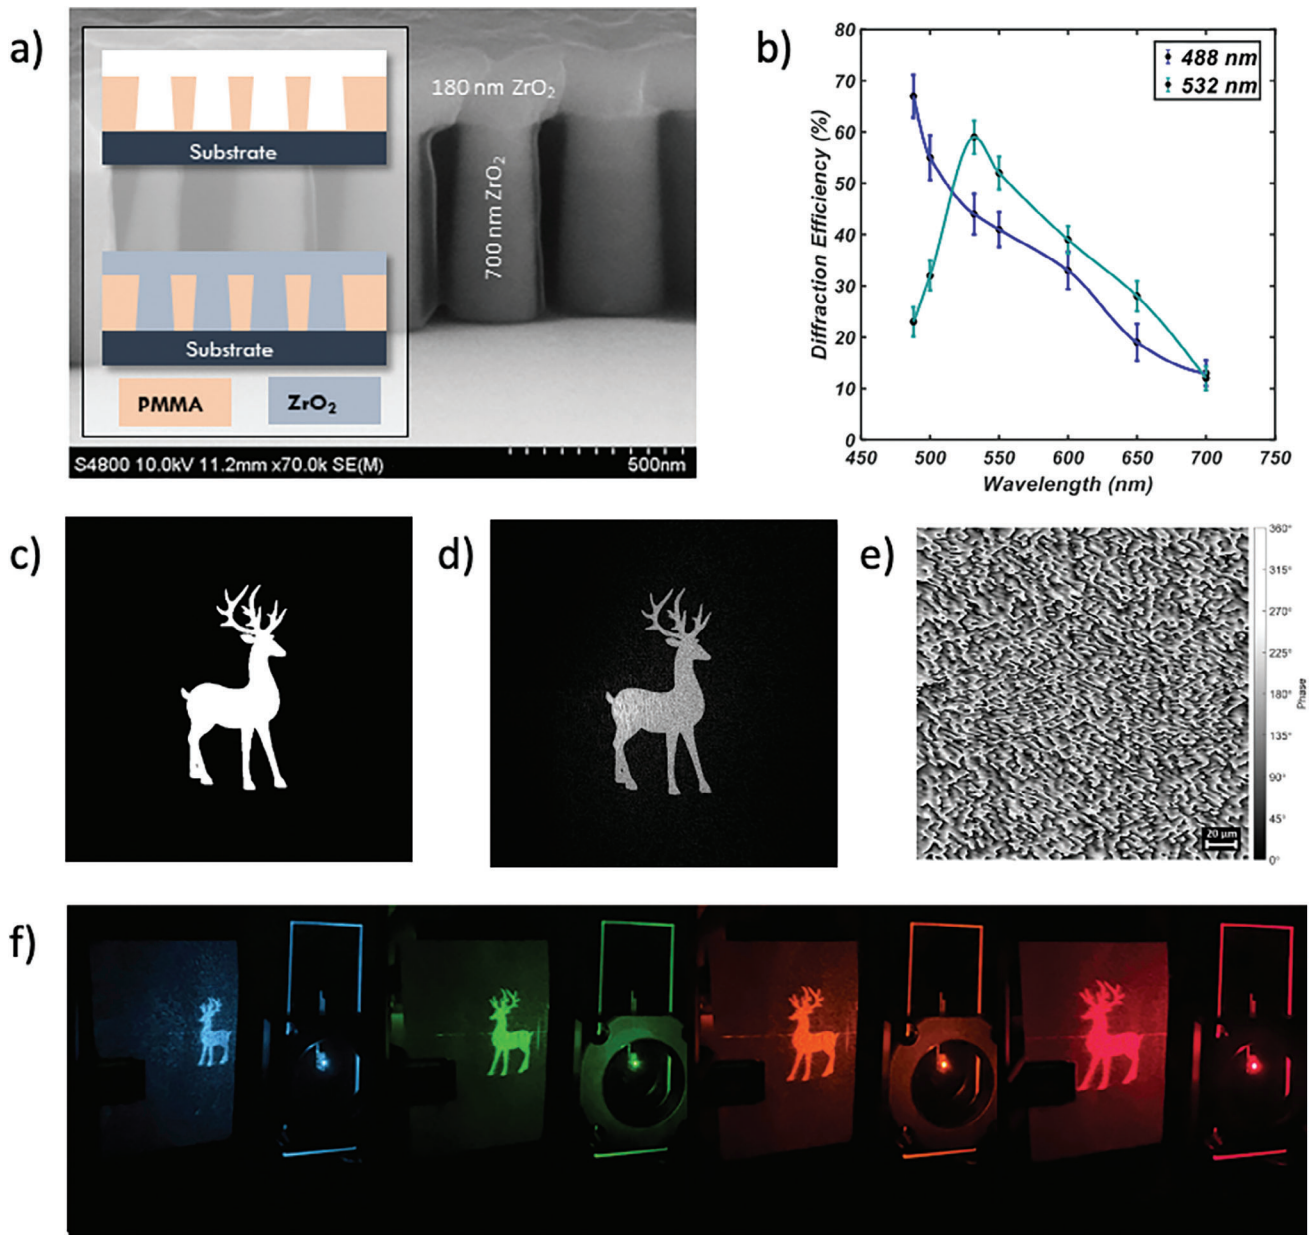 a)
180 nm ZrO₂
700 nm ZrO₂
Substrate
Substrate
PMMA
ZrO₂
S4800 10.0kV 11.2mm x70.0k SE(M)
500nm
b)
Diffraction Efficiency (%)
80
70
60
50
40
30
20
10
0
450 500 550 600 650 700 750
Wavelength (nm)
488 nm
532 nm
c)
d)
e)
360°
315°
270°
225°
180°
135°
90°
45°
0°
Phase
20 μm
f)